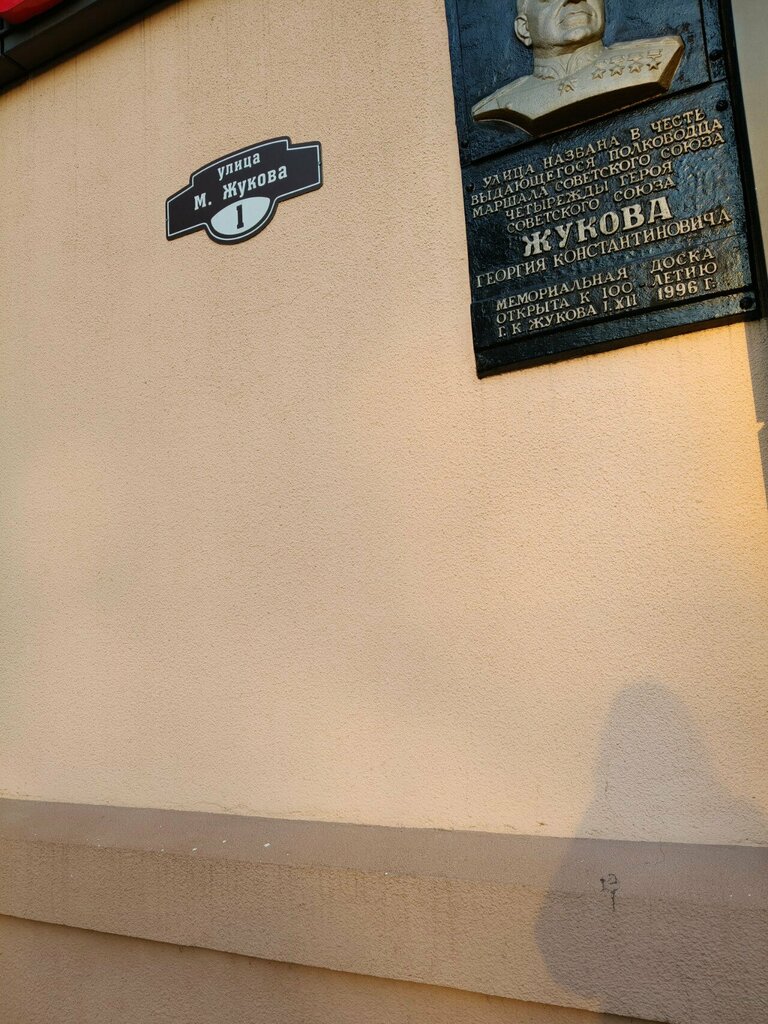 улица
М. Жукова
1
УЛИЦА НАЗВАНА В ЧЕСТЬ
ВЫДАЮЩЕГОСЯ ПОЛКОВОДЦА
МАРШАЛА СОВЕТСКОГО СОЮЗА
ЧЕТЫРЕЖДЫ ГЕРОЯ
СОВЕТСКОГО СОЮЗА
ЖУКОВА
ГЕОРГИЯ КОНСТАНТИНОВИЧА
МЕМОРИАЛЬНАЯ ДОСКА
ОТКРЫТА К 100-ЛЕТИЮ
Г. К ЖУКОВА 1.XII 1996 Г.